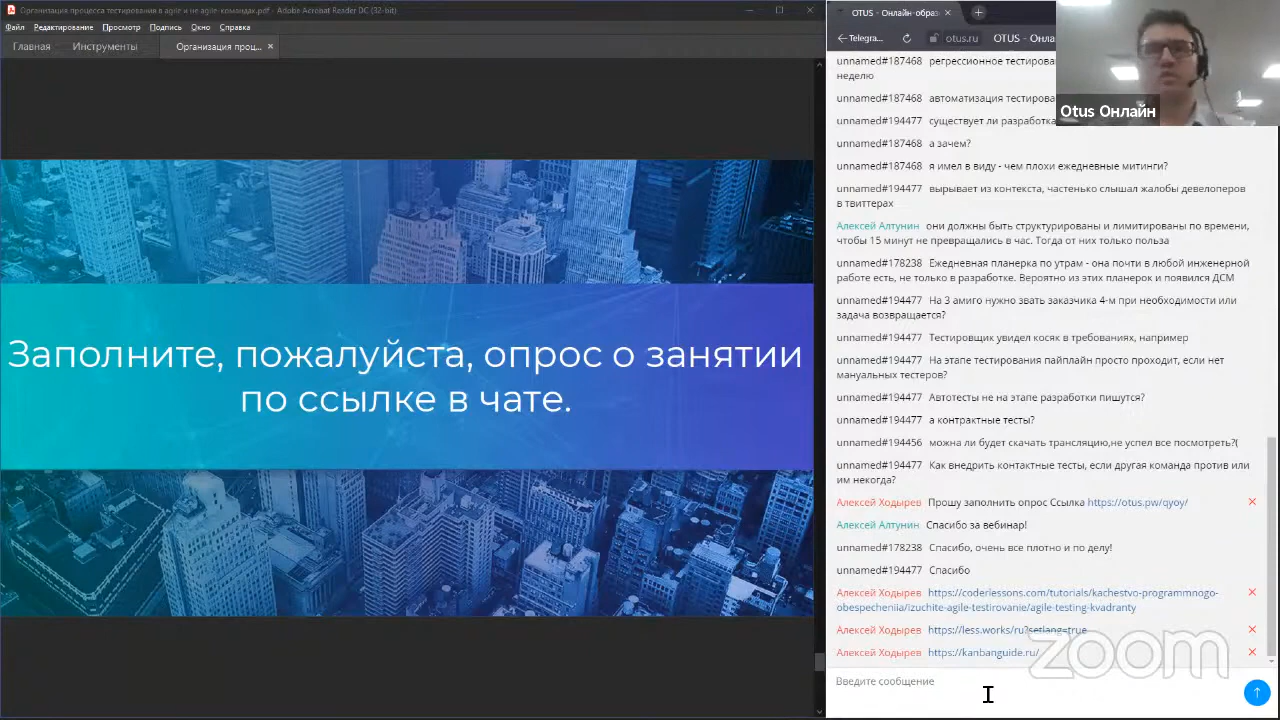 Организация процесса тестирования в agile и не agile-командах.pdf - Adobe Acrobat Reader DC (32-bit)
Файл Редактирование Просмотр Подпись Окно Справка
Главная Инструменты Организация проц... ×
Заполните, пожалуйста, опрос о занятии
по ссылке в чате.
OTUS - Онлайн-образ
Telegra... otus.ru OTUS - Онла
Otus Онлайн
unnamed#187468 регрессионное тестирован
неделю
unnamed#187468 автоматизация тестирова
unnamed#194477 существует ли разработка
unnamed#187468 а зачем?
unnamed#187468 я имел в виду - чем плохи ежедневные митинги?
unnamed#194477 вырывает из контекста, частенько слышал жалобы девелоперов
в твиттерах
Алексей Алтунин они должны быть структурированы и лимитированы по времени,
чтобы 15 минут не превращались в час. Тогда от них только польза
unnamed#178238 Ежедневная планерка по утрам - она почти в любой инженерной
работе есть, не только в разработке. Вероятно из этих планерок и появился ДСМ
unnamed#194477 На 3 амиго нужно звать заказчика 4-м при необходимости или
задача возвращается?
unnamed#194477 Тестировщик увидел косяк в требованиях, например
unnamed#194477 На этапе тестирования пайплайн просто проходит, если нет
мануальных тестеров?
unnamed#194477 Автотесты не на этапе разработки пишутся?
unnamed#194477 а контрактные тесты?
unnamed#194456 можна ли будет скачать трансляцию,не успел все посмотреть?(
unnamed#194477 Как внедрить контактные тесты, если другая команда против или
им некогда?
Алексей Ходырев Прошу заполнить опрос Ссылка https://otus.pw/qyoy/
Алексей Алтунин Спасибо за вебинар!
unnamed#178238 Спасибо, очень все плотно и по делу!
unnamed#194477 Спасибо
Алексей Ходырев https://coderlessons.com/tutorials/kachestvo-programmnogo-
obespecheniia/izuchite-agile-testirovanie/agile-testing-kvadranty
Алексей Ходырев https://less.works/ru?setlang=true
Алексей Ходырев https://kanbanguide.ru/
zoom
Введите сообщение